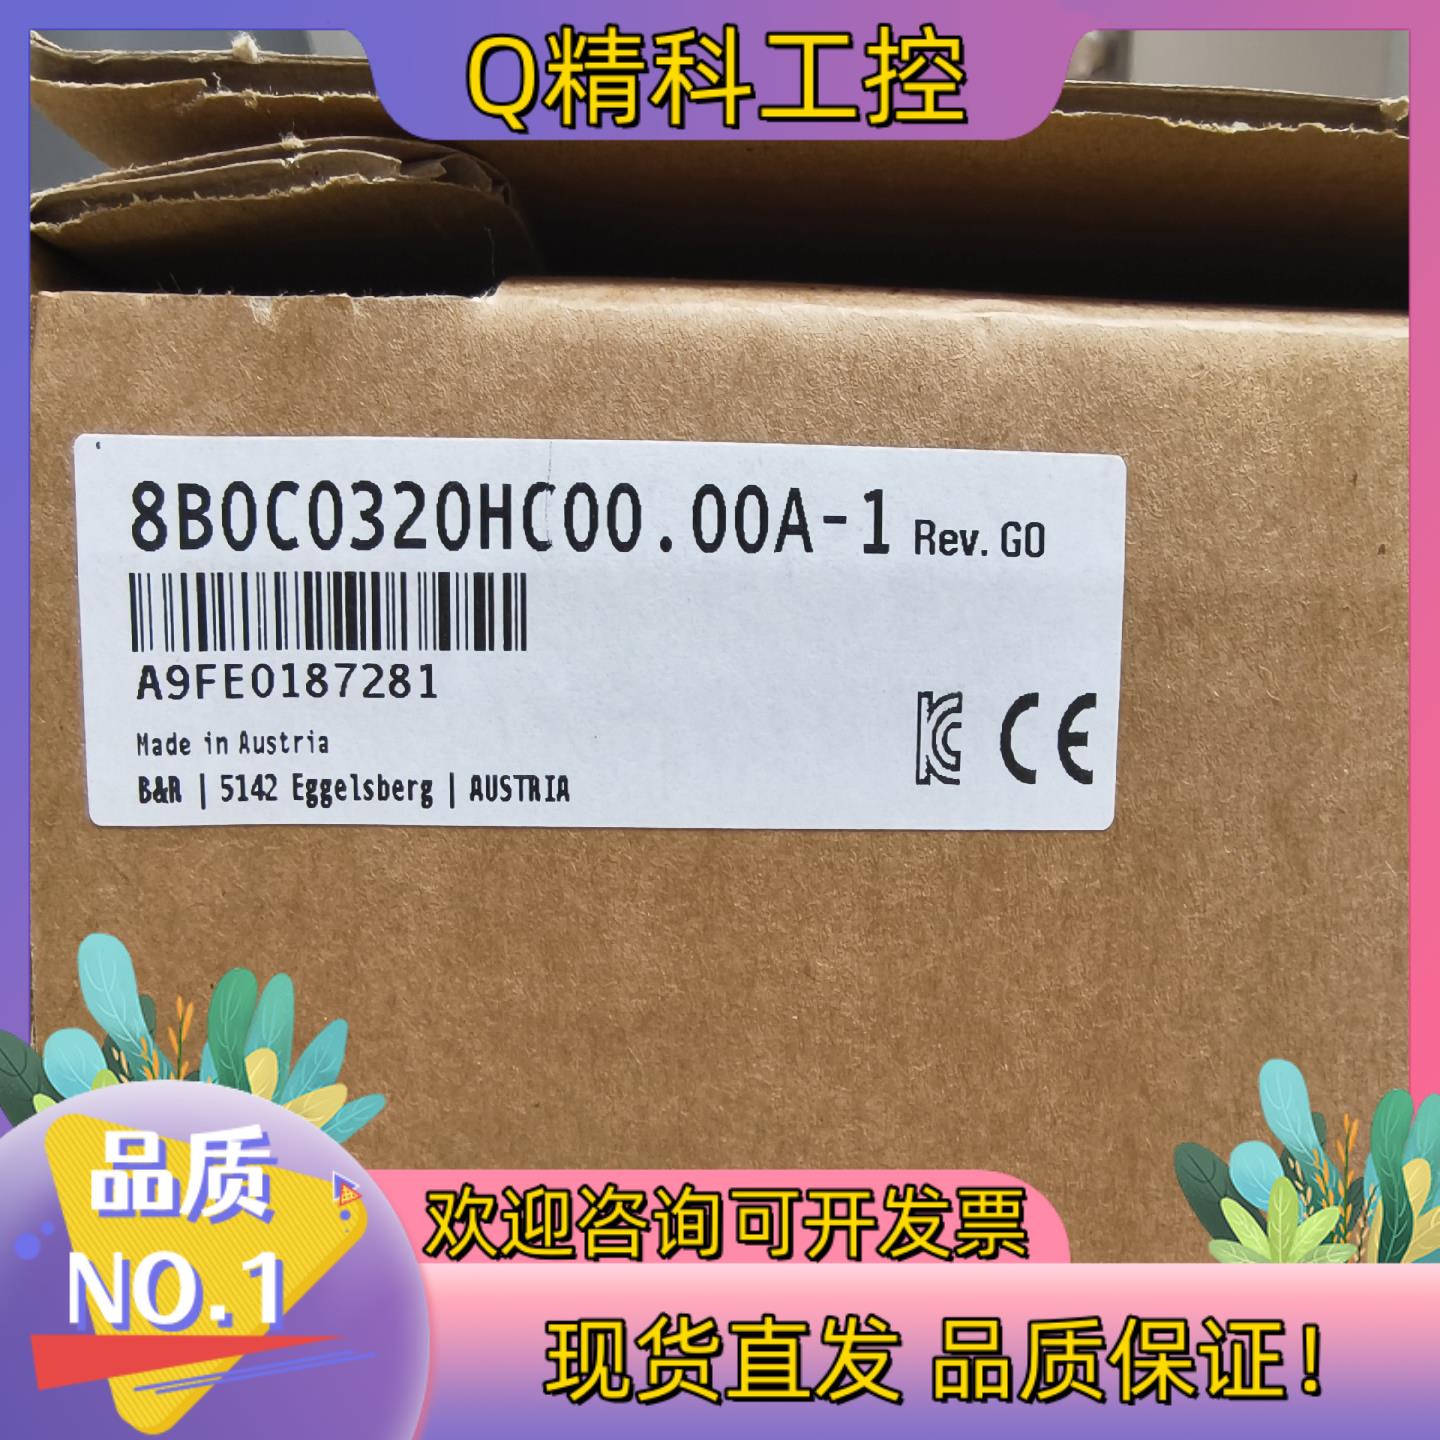 Q精科工控
8B0C0320HC00.00A-1 Rev. G0
A9FE0187281
Made in Austria
B&R | 5142 Eggelsberg | AUSTRIA
CE
品质
NO.1
欢迎咨询可开发票
现货直发 品质保证！